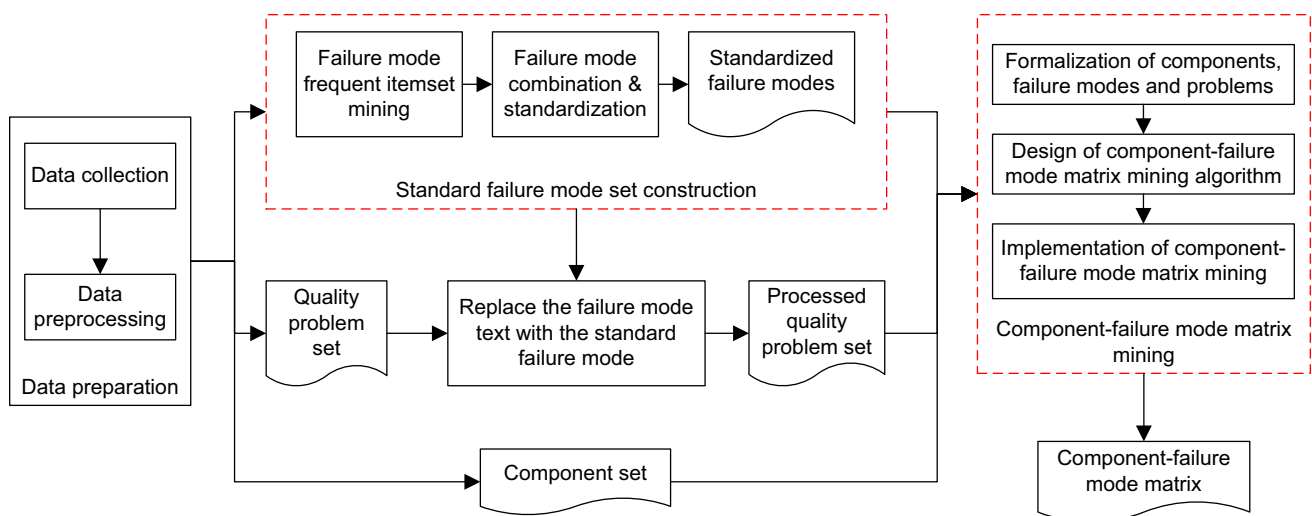 Data collection
Data
preprocessing
Data preparation
Failure mode
frequent itemset
mining
Failure mode
combination &
standardization
Standardized
failure modes
Standard failure mode set construction
Quality
problem
set
Replace the failure mode
text with the standard
failure mode
Processed
quality
problem set
Component set
Formalization of components,
failure modes and problems
Design of component-failure
mode matrix mining algorithm
Implementation of component-
failure mode matrix mining
Component-failure mode matrix
mining
Component-failure
mode matrix